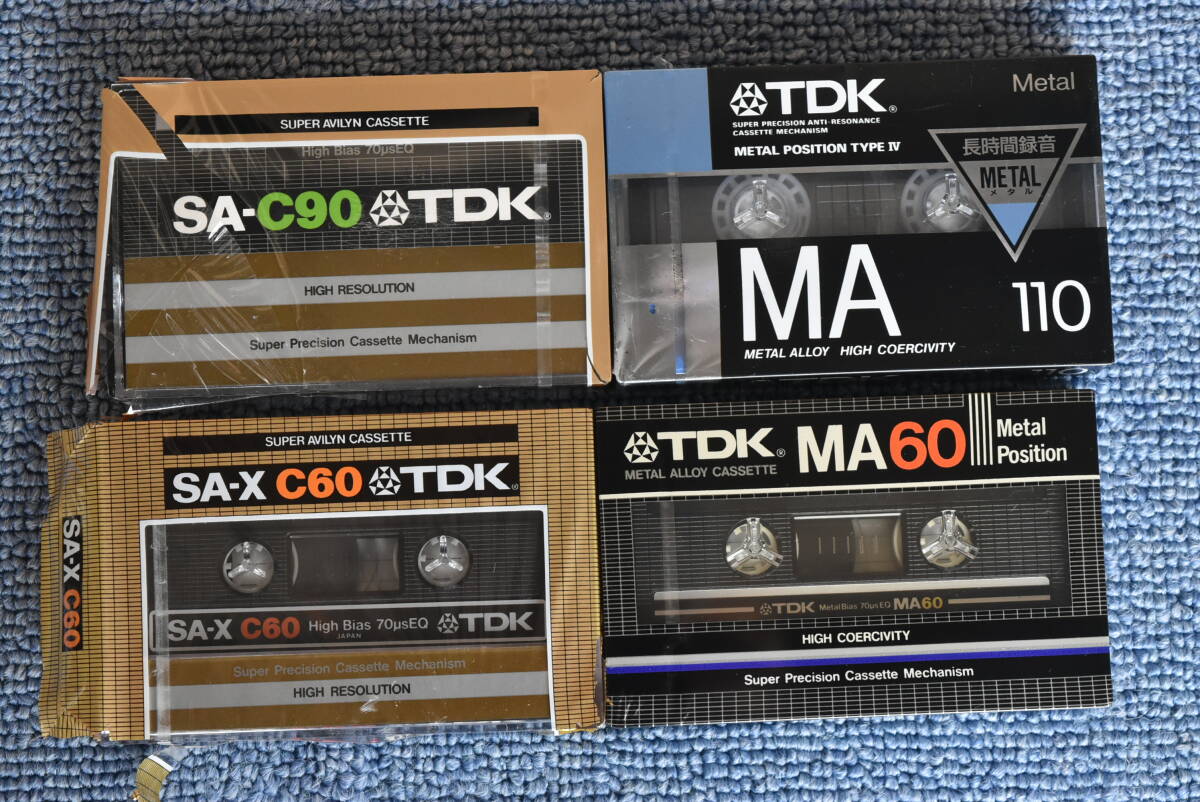 SUPER AVILYN CASSETTE
High Bias 70μsEQ
SA-C90 TDK®
HIGH RESOLUTION
Super Precision Cassette Mechanism
TDK®
Metal
SUPER PRECISION ANTI-RESONANCE
CASSETTE MECHANISM
METAL POSITION TYPE IV
長時間録音
METAL
メタル
MA 110
METAL ALLOY HIGH COERCIVITY
SUPER AVILYN CASSETTE
SA-X C60 TDK®
SA-X C60
SA-X C60 High Bias 70μsEQ TDK
JAPAN
Super Precision Cassette Mechanism
HIGH RESOLUTION
TDK® MA60 Metal
Position
METAL ALLOY CASSETTE
TDK Metal Bias 70μs EQ MA60
HIGH COERCIVITY
Super Precision Cassette Mechanism